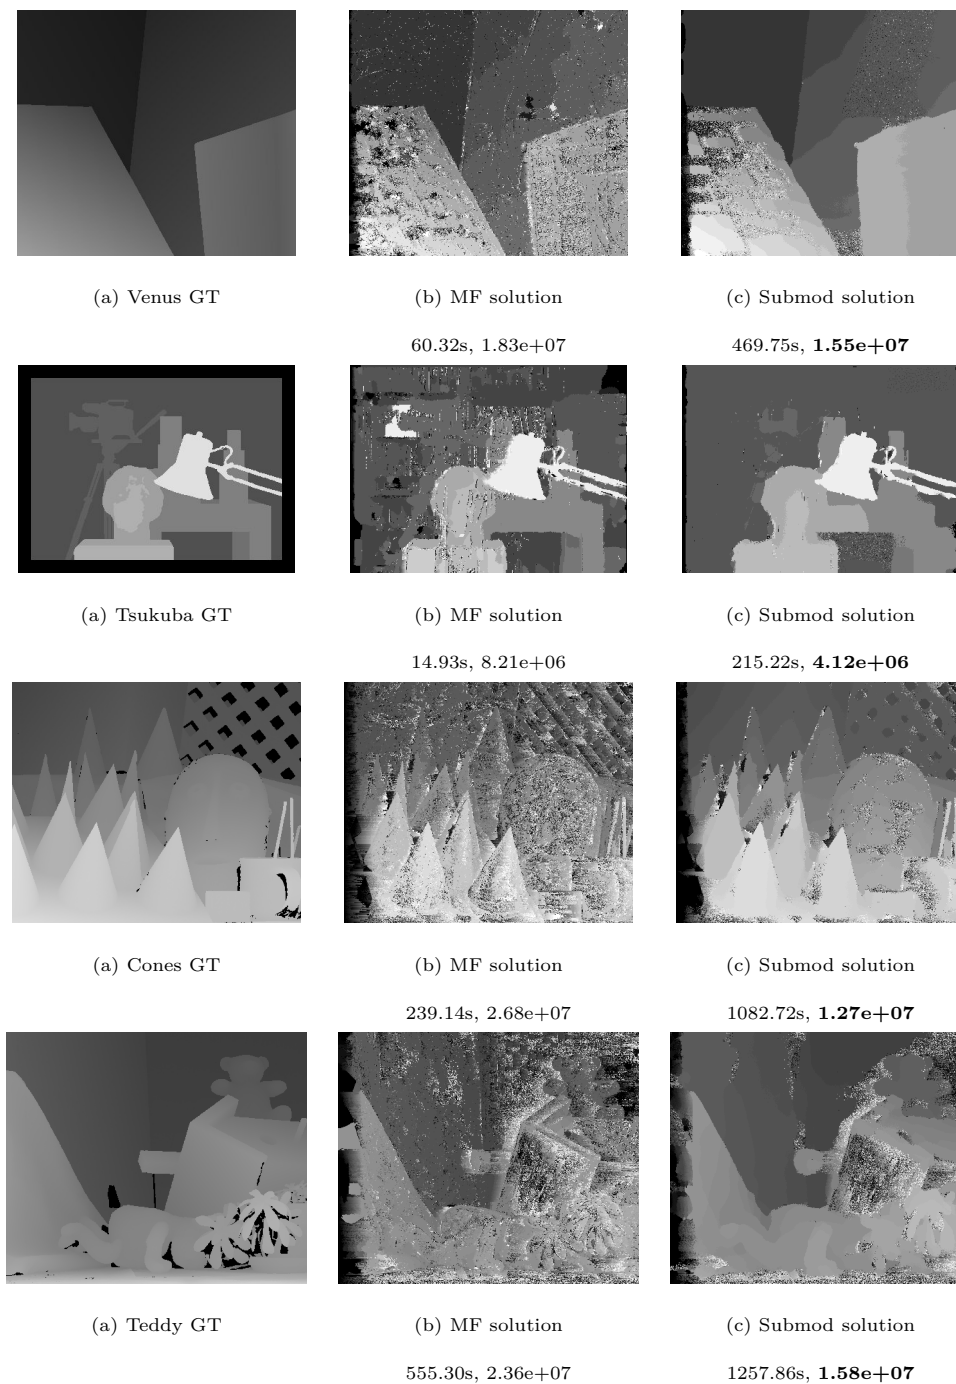 (a) Venus GT
(b) MF solution
(c) Submod solution
60.32s, 1.83e+07
469.75s, 1.55e+07
(a) Tsukuba GT
(b) MF solution
(c) Submod solution
14.93s, 8.21e+06
215.22s, 4.12e+06
(a) Cones GT
(b) MF solution
(c) Submod solution
239.14s, 2.68e+07
1082.72s, 1.27e+07
(a) Teddy GT
(b) MF solution
(c) Submod solution
555.30s, 2.36e+07
1257.86s, 1.58e+07